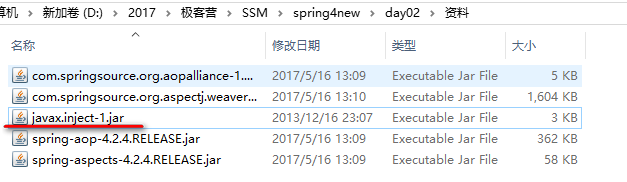 算机 > 新加卷 (D:) > 2017 > 极客营 > SSM > spring4new > day02 > 资料
名称 修改日期 类型 大小
com.springsource.org.aopalliance-1.... 2017/5/16 13:09 Executable Jar File 5 KB
com.springsource.org.aspectj.weaver... 2017/5/16 13:10 Executable Jar File 1,604 KB
javax.inject-1.jar 2013/12/16 23:07 Executable Jar File 3 KB
spring-aop-4.2.4.RELEASE.jar 2017/5/16 13:09 Executable Jar File 362 KB
spring-aspects-4.2.4.RELEASE.jar 2017/5/16 13:09 Executable Jar File 58 KB